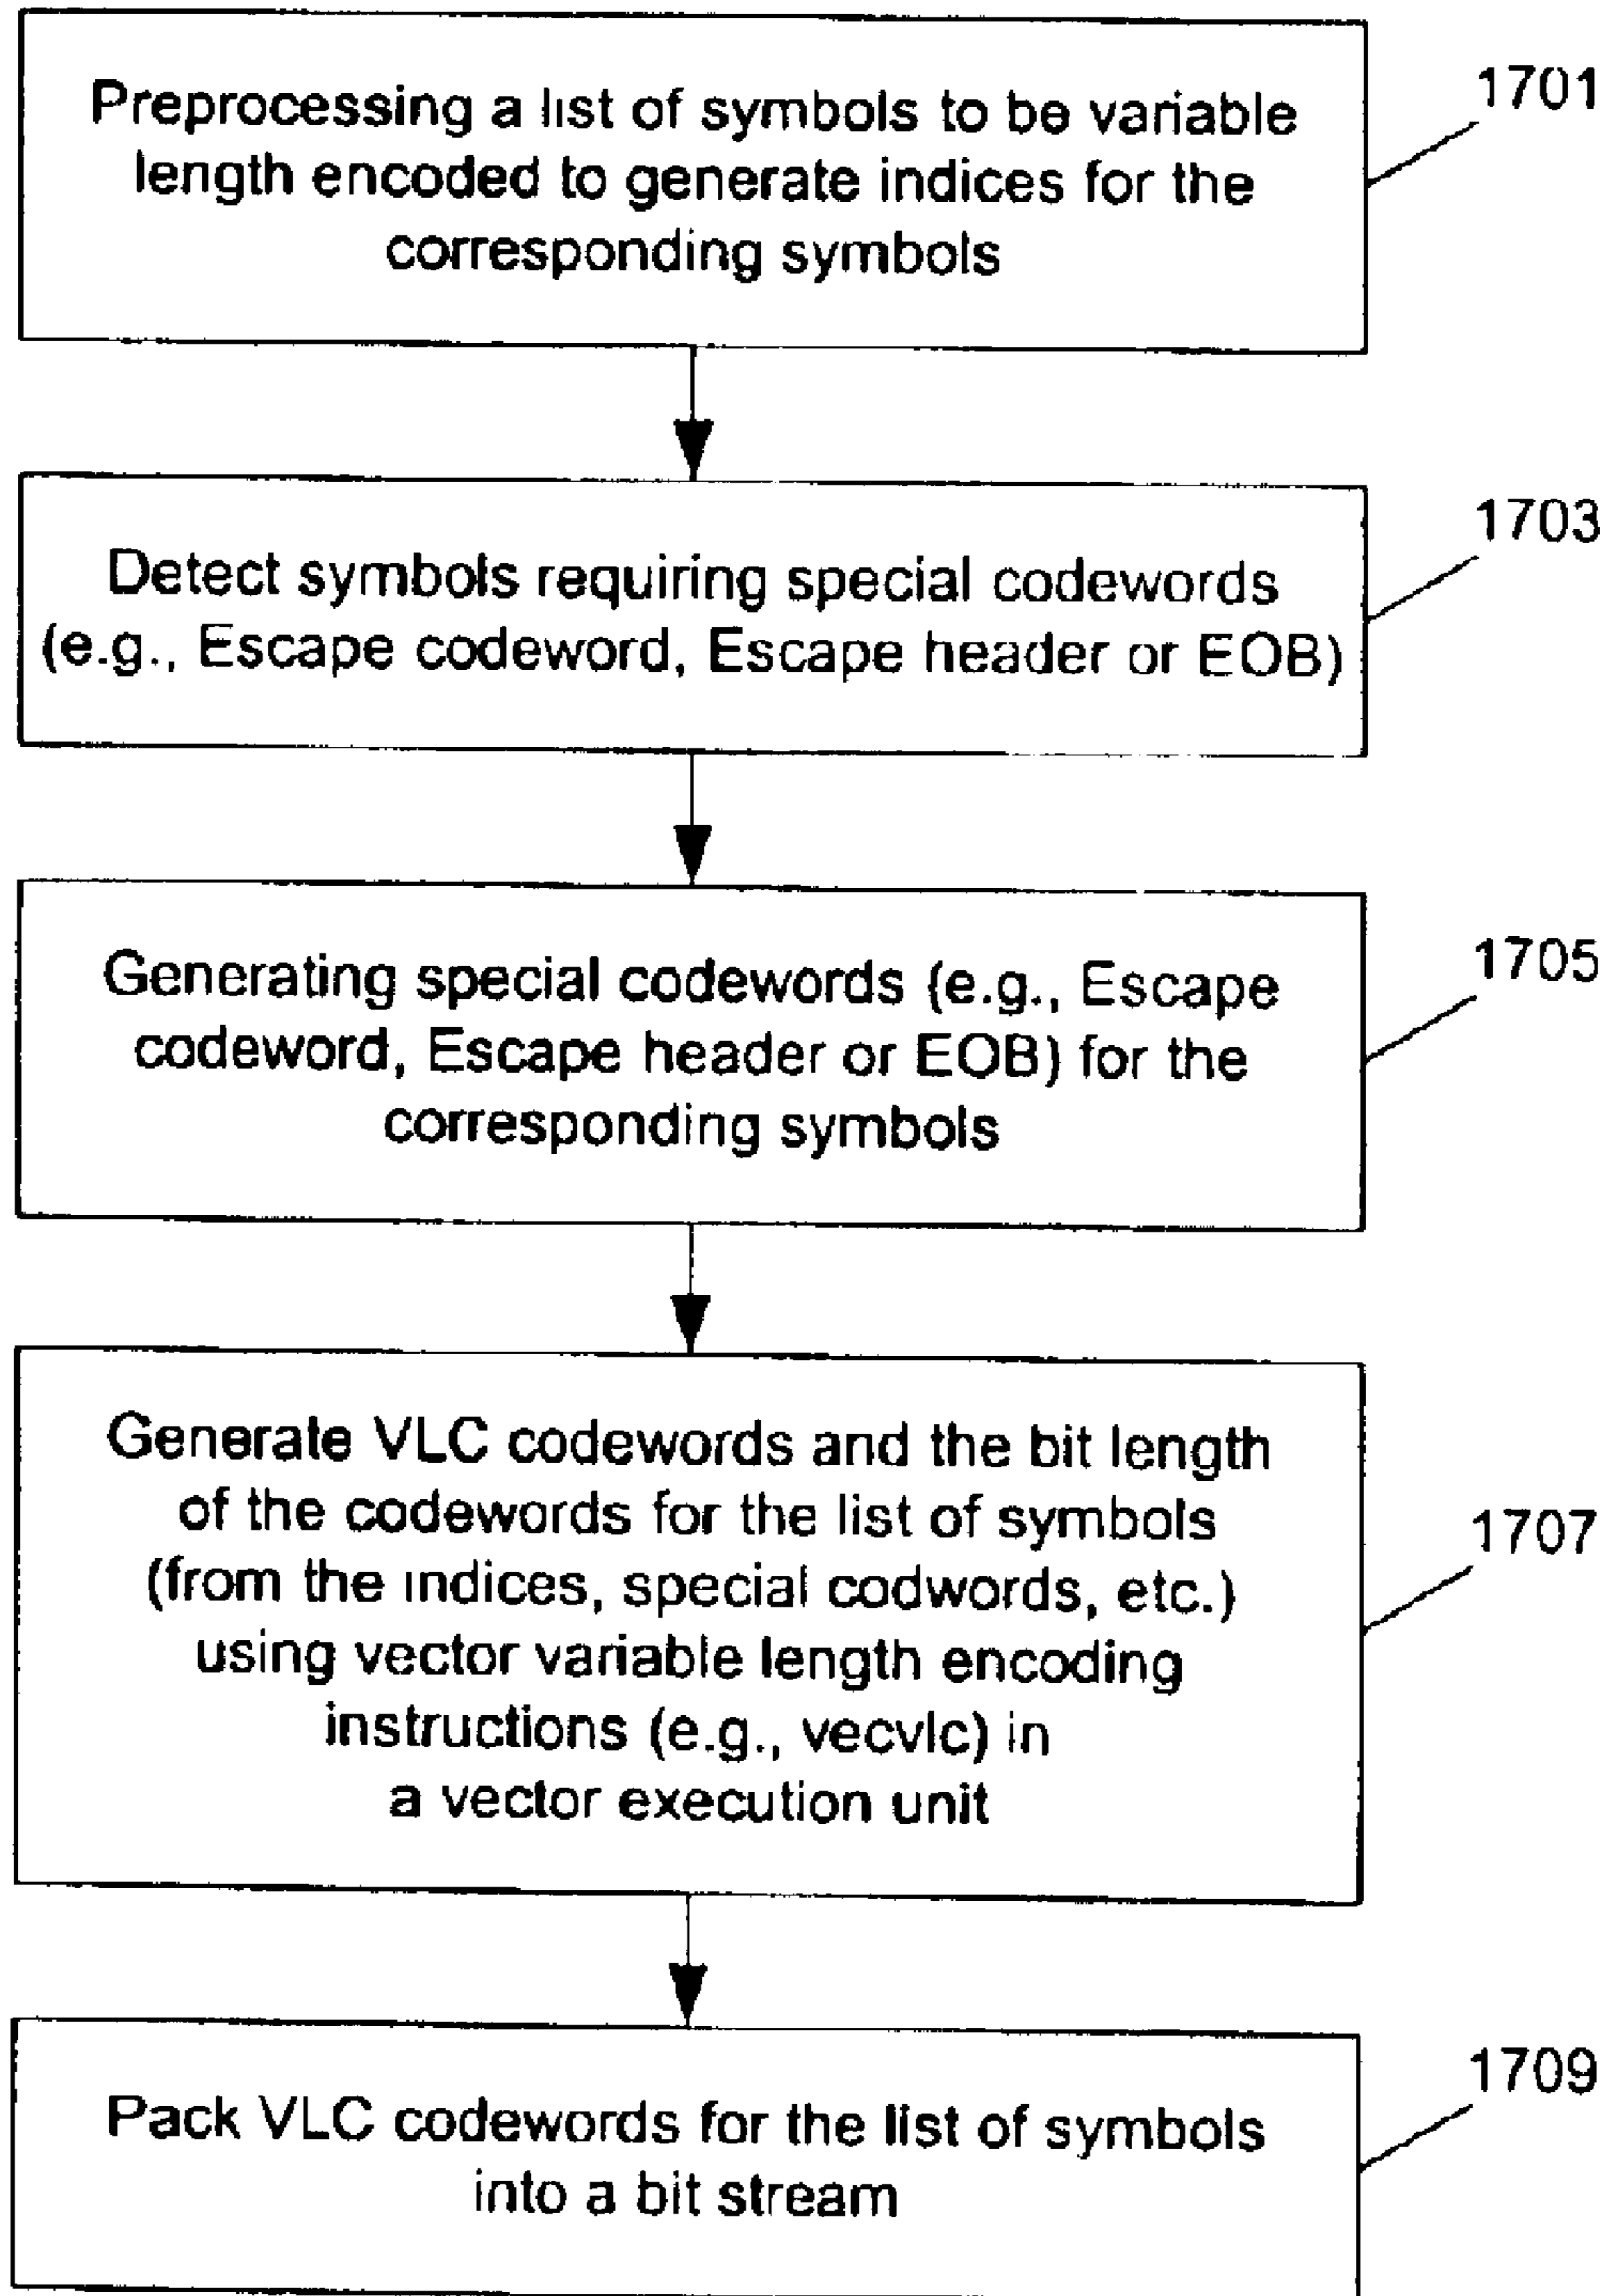 Preprocessing a list of symbols to be variable
length encoded to generate indices for the
corresponding symbols
1701
Detect symbols requiring special codewords
(e.g., Escape codeword, Escape header or EOB)
1703
Generating special codewords (e.g., Escape
codeword, Escape header or EOB) for the
corresponding symbols
1705
Generate VLC codewords and the bit length
of the codewords for the list of symbols
(from the indices, special codwords, etc.)
using vector variable length encoding
instructions (e.g., vecvlc) in
a vector execution unit
1707
Pack VLC codewords for the list of symbols
into a bit stream
1709